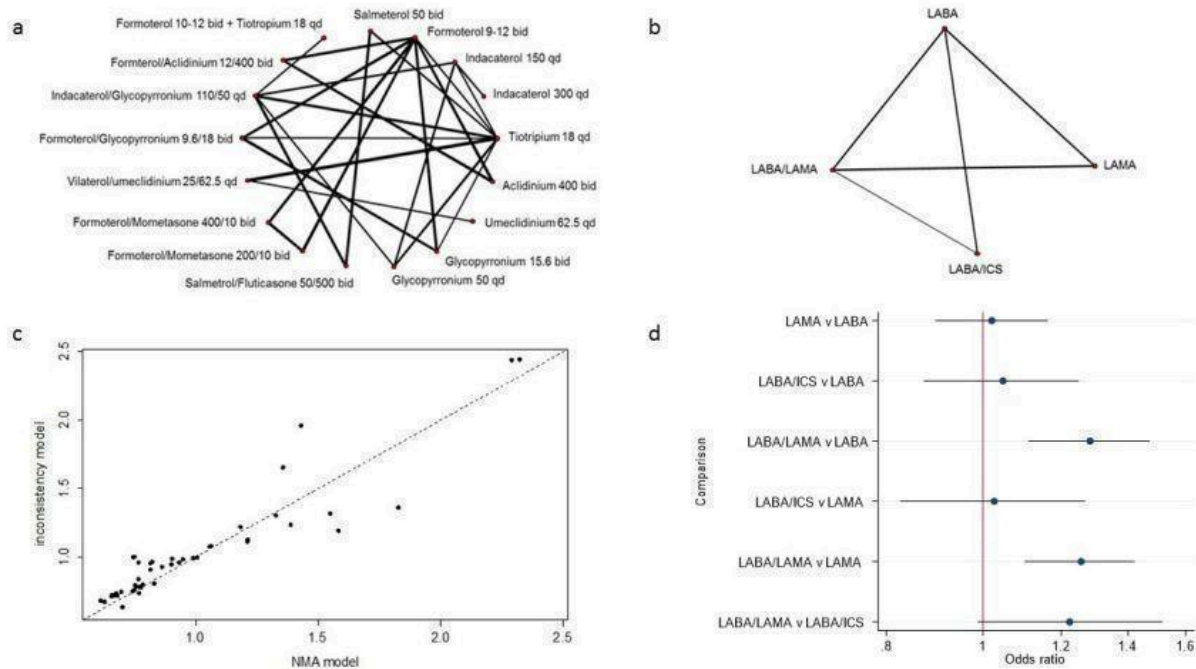 a
Formoterol 10-12 bid + Tiotropium 18 qd
Salmeterol 50 bid
Formoterol 9-12 bid
Indacaterol 150 qd
Formterol/Aclidinium 12/400 bid
Indacaterol 300 qd
Indacaterol/Glycopyrronium 110/50 qd
Tiotripium 18 qd
Formoterol/Glycopyrronium 9.6/18 bid
Aclidinium 400 bid
Vilaterol/umeclidinium 25/62.5 qd
Umeclidinium 62.5 qd
Formoterol/Mometasone 400/10 bid
Glycopyrronium 15.6 bid
Formoterol/Mometasone 200/10 bid
Glycopyrronium 50 qd
Salmetrol/Fluticasone 50/500 bid
b
LABA
LABA/LAMA
LAMA
LABA/ICS
c
inconsistency model
2.5
2.0
1.5
1.0
1.0 1.5 2.0 2.5
NMA model
d
Comparison
LAMA v LABA
LABA/ICS v LABA
LABA/LAMA v LABA
LABA/ICS v LAMA
LABA/LAMA v LAMA
LABA/LAMA v LABA/ICS
.8 1 1.2 1.4 1.6
Odds ratio